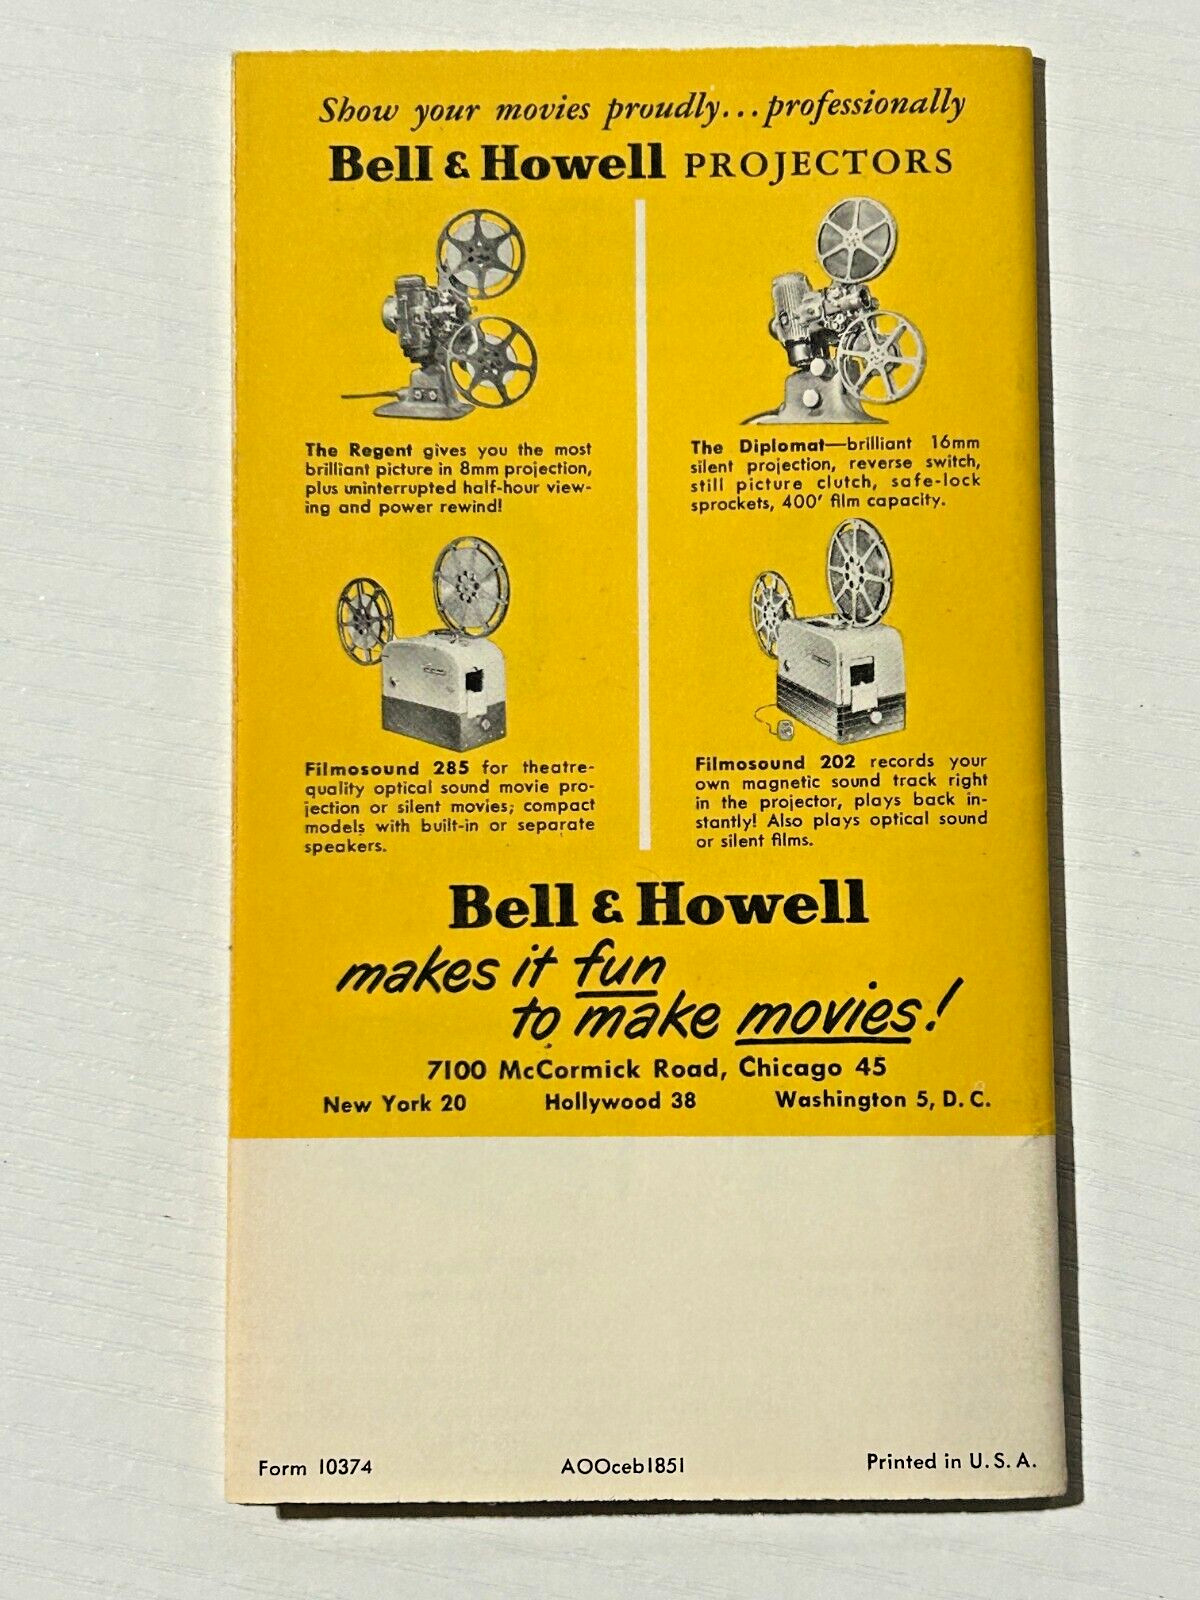 Show your movies proudly...professionally
Bell & Howell PROJECTORS
The Regent gives you the most
brilliant picture in 8mm projection,
plus uninterrupted half-hour view-
ing and power rewind!
The Diplomat—brilliant 16mm
silent projection, reverse switch,
still picture clutch, safe-lock
sprockets, 400' film capacity.
Filmosound 285 for theatre-
quality optical sound movie pro-
jection or silent movies; compact
models with built-in or separate
speakers.
Filmosound 202 records your
own magnetic sound track right
in the projector, plays back in-
stantly! Also plays optical sound
or silent films.
Bell & Howell
makes it fun
to make movies!
7100 McCormick Road, Chicago 45
New York 20 Hollywood 38 Washington 5, D. C.
Form 10374 AOOceb1851 Printed in U. S. A.